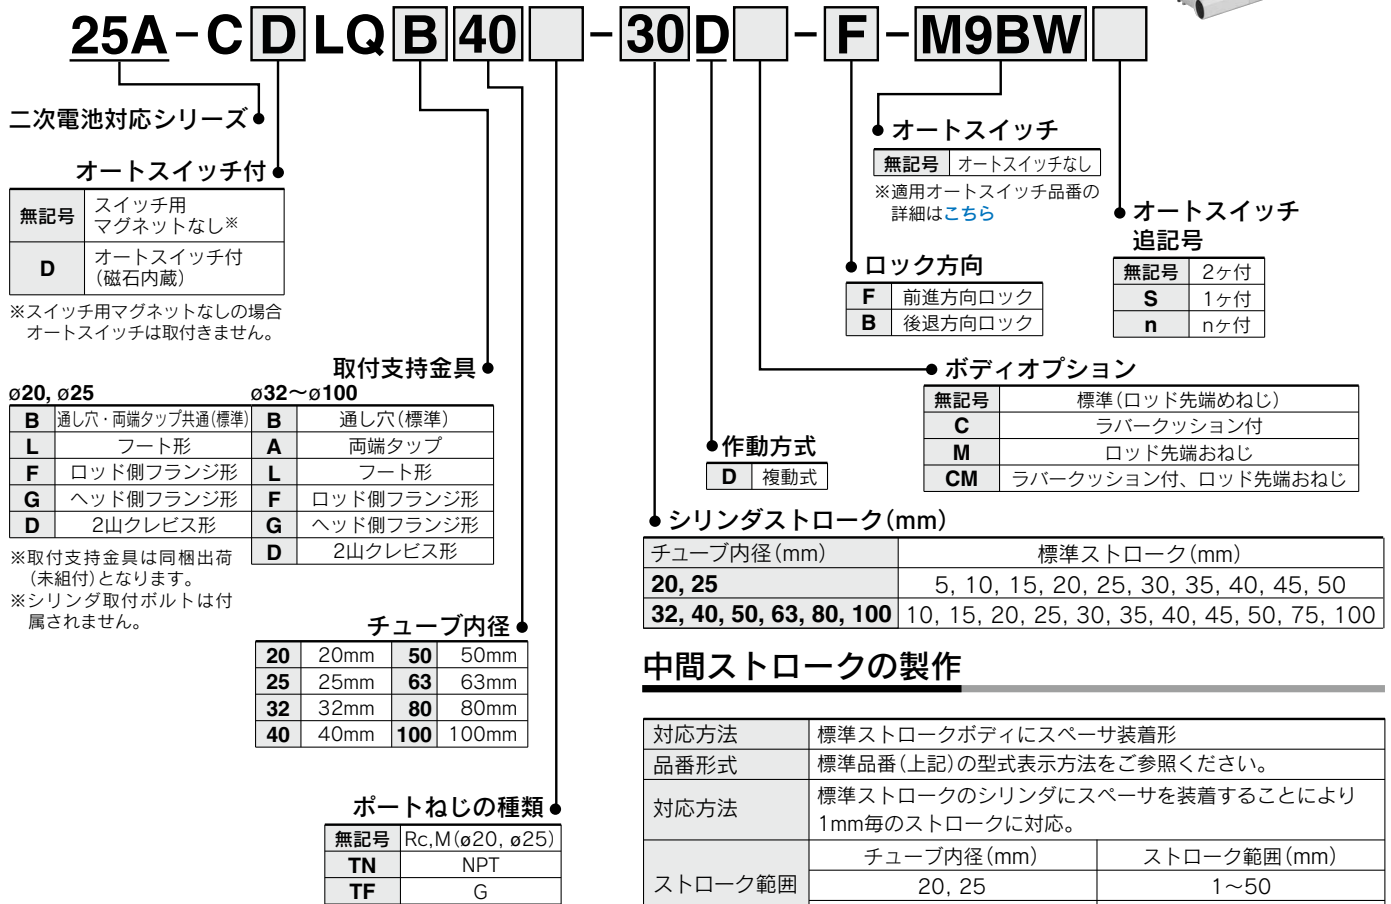 25A-CDLQB40 -30D -F-M9BW
二次電池対応シリーズ
オートスイッチ付
無記号 スイッチ用
マグネットなし※
D オートスイッチ付
(磁石内蔵)
※スイッチ用マグネットなしの場合
オートスイッチは取付きません。
取付支持金具
ø20, ø25
B 通し穴・両端タップ共通(標準)
L フート形
F ロッド側フランジ形
G ヘッド側フランジ形
D 2山クレビス形
ø32～ø100
B 通し穴(標準)
A 両端タップ
L フート形
F ロッド側フランジ形
G ヘッド側フランジ形
D 2山クレビス形
※取付支持金具は同梱出荷
(未組付)となります。
※シリンダ取付ボルトは付
属されません。
チューブ内径
20 20mm 50 50mm
25 25mm 63 63mm
32 32mm 80 80mm
40 40mm 100 100mm
ポートねじの種類
無記号 Rc,M(ø20, ø25)
TN NPT
TF G
オートスイッチ
無記号 オートスイッチなし
※適用オートスイッチ品番の
詳細はこちら
オートスイッチ
追記号
無記号 2ヶ付
S 1ヶ付
n nヶ付
ロック方向
F 前進方向ロック
B 後退方向ロック
ボディオプション
無記号 標準(ロッド先端めねじ)
C ラバークッション付
M ロッド先端おねじ
CM ラバークッション付、ロッド先端おねじ
作動方式
D 複動式
シリンダストローク(mm)
チューブ内径(mm) 標準ストローク(mm)
20, 25 5, 10, 15, 20, 25, 30, 35, 40, 45, 50
32, 40, 50, 63, 80, 100 10, 15, 20, 25, 30, 35, 40, 45, 50, 75, 100
中間ストロークの製作
対応方法 標準ストロークボディにスペーサ装着形
品番形式 標準品番(上記)の型式表示方法をご参照ください。
対応方法 標準ストロークのシリンダにスペーサを装着することにより
1mm毎のストロークに対応。
ストローク範囲 チューブ内径(mm) ストローク範囲(mm)
20, 25 1～50